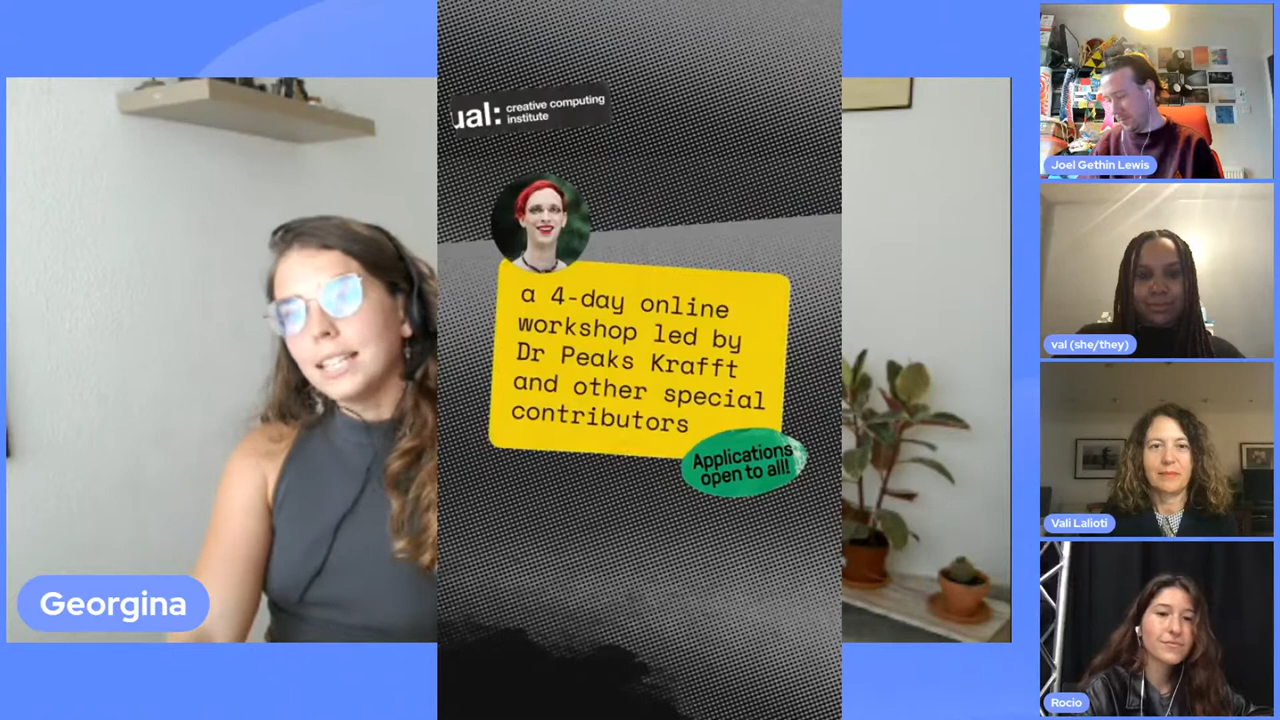 ual: creative computing
institute
a 4-day online
workshop led by
Dr Peaks Krafft
and other special
contributors
Applications
open to all!
Georgina
Joel Gethin Lewis
val (she/they)
Vali Lalioti
Rocio